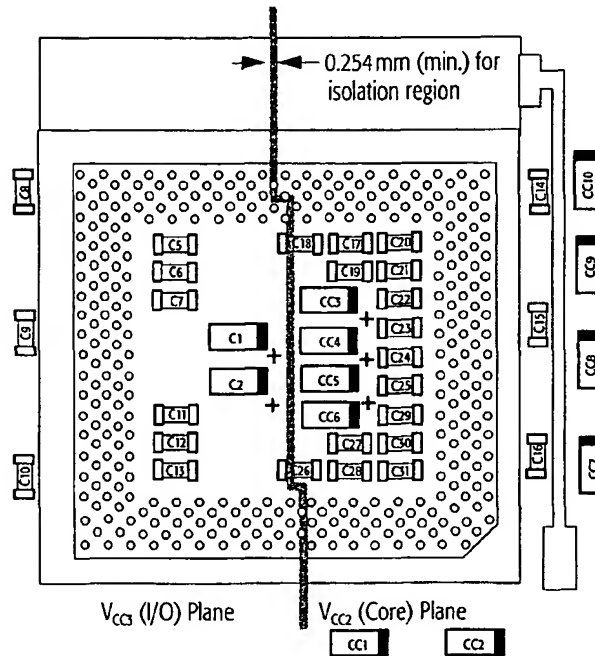 0.254 mm (min.) for
isolation region
C8
C14
CC10
C5
C18
C17
C20
C6
C19
C21
CC9
C7
CC3
C22
C9
C1
C23
C15
CC4
C24
CC8
C2
CC5
C25
C11
CC6
C29
C12
C27
C30
C10
C13
C26
C28
C31
C16
CC7
VCC3 (I/O) Plane
VCC2 (Core) Plane
CC1
CC2